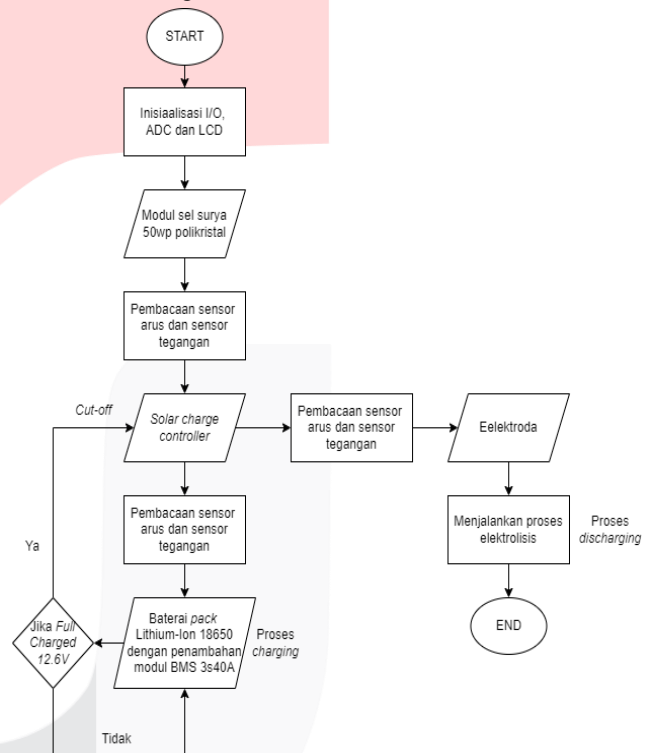 START
Inisiaalisasi I/O,
ADC dan LCD
Modul sel surya
50wp polikristal
Pembacaan sensor
arus dan sensor
tegangan
Cut-off
Solar charge
controller
Pembacaan sensor
arus dan sensor
tegangan
Eelektroda
Pembacaan sensor
arus dan sensor
tegangan
Menjalankan proses
elektrolisis
Proses
discharging
Ya
Jika Full
Charged
12.6V
Baterai pack
Lithium-Ion 18650
dengan penambahan
modul BMS 3s40A
Proses
charging
END
Tidak